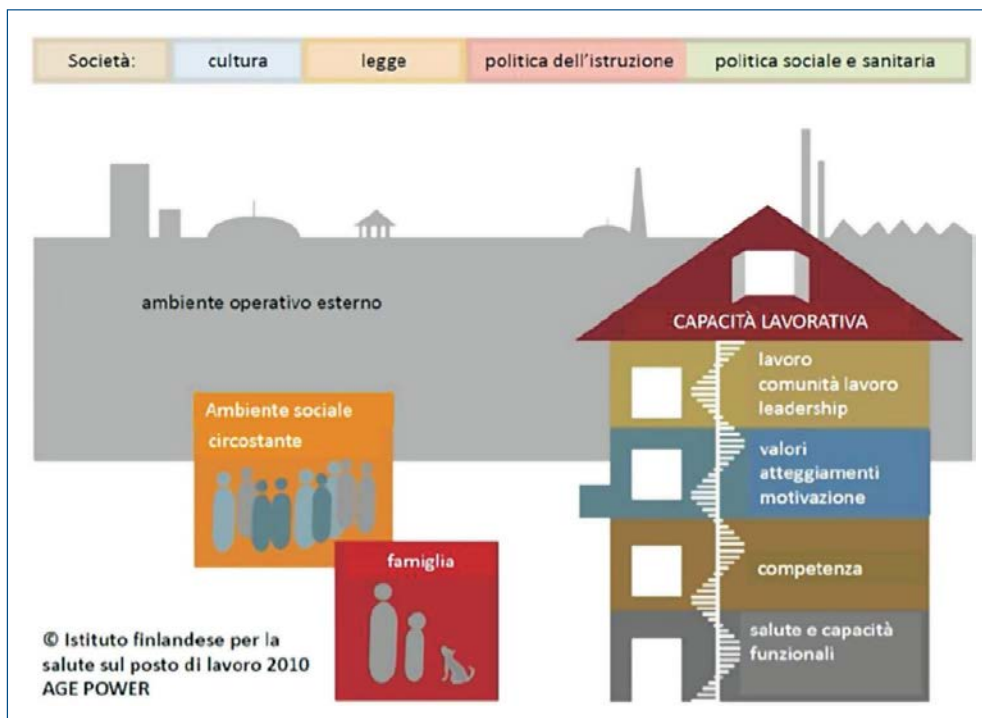 Società: cultura legge politica dell'istruzione politica sociale e sanitaria
ambiente operativo esterno
CAPACITÀ LAVORATIVA
lavoro
comunità lavoro
leadership
Ambiente sociale
circostante
valori
atteggiamenti
motivazione
famiglia
competenza
salute e capacità
funzionali
© Istituto finlandese per la
salute sul posto di lavoro 2010
AGE POWER